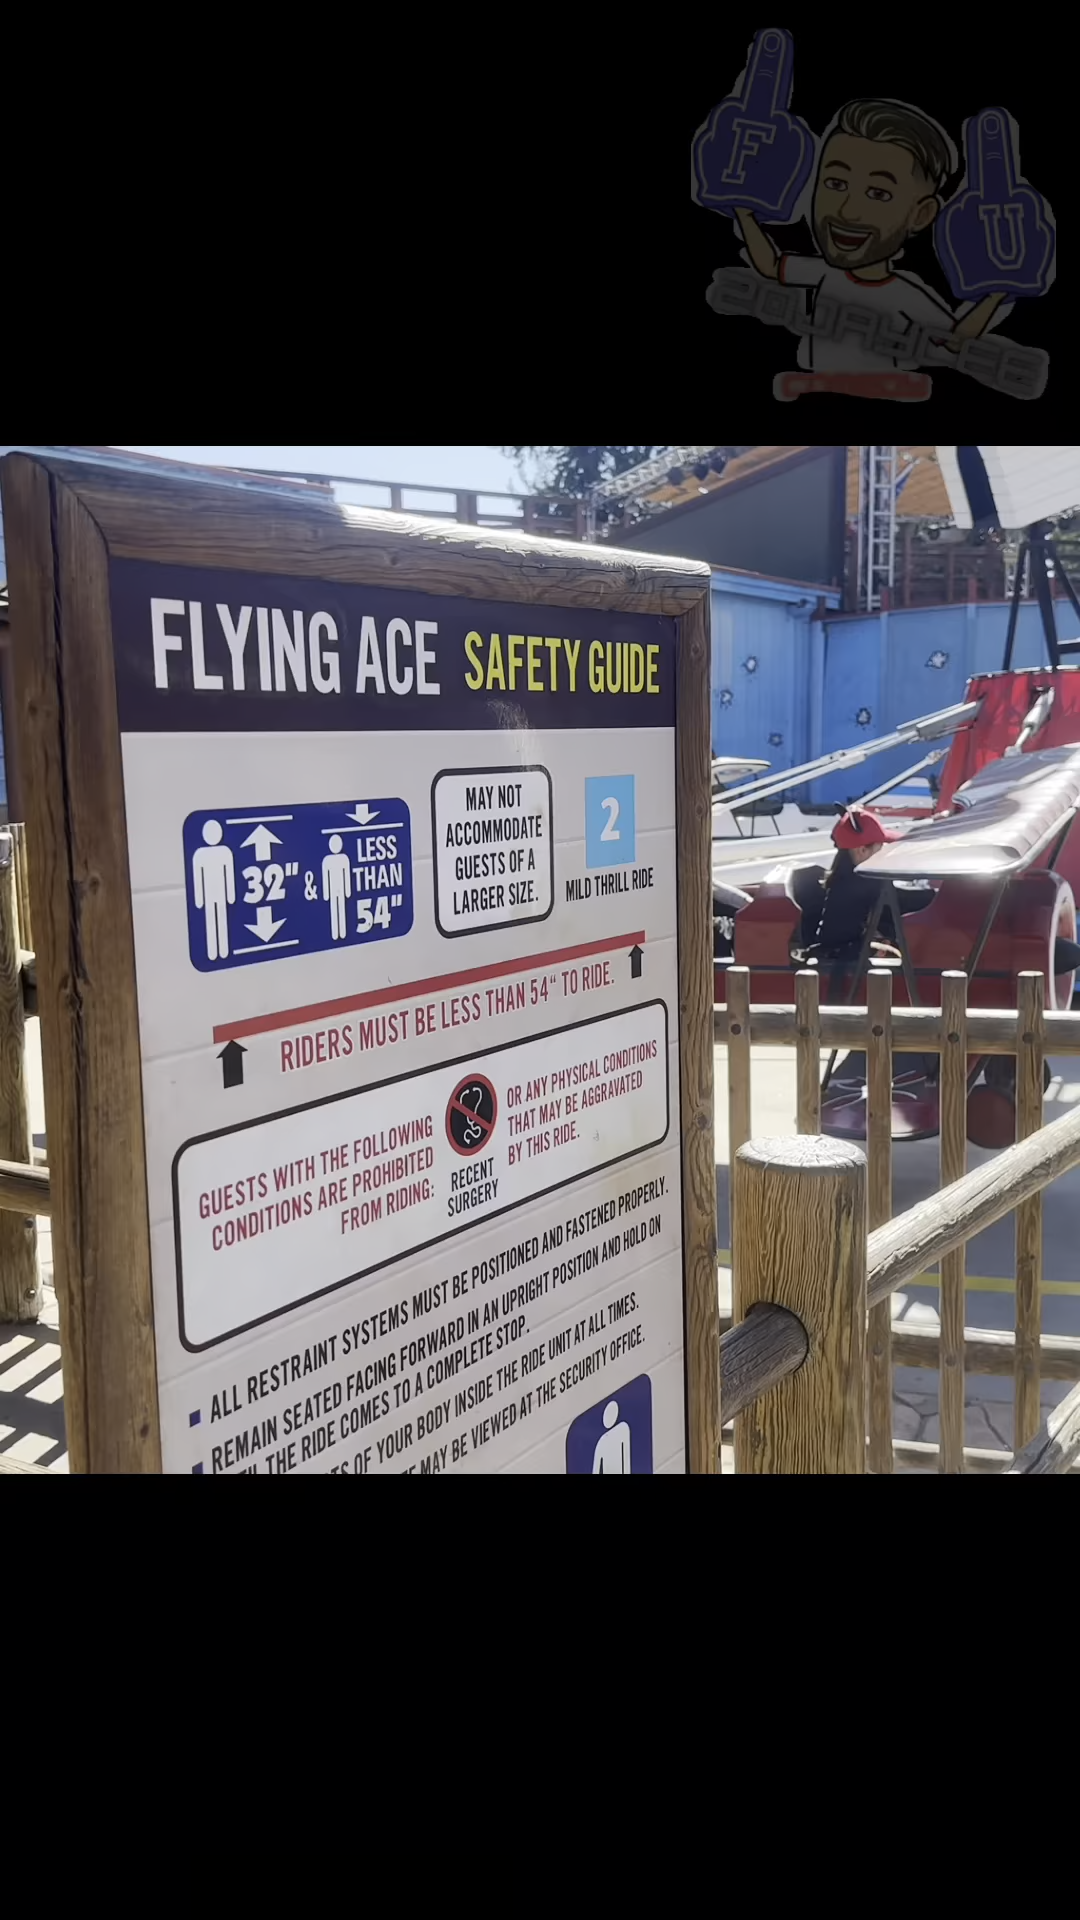 F
U
ZOUAYCEE
FLYING ACE SAFETY GUIDE
32" & LESS THAN 54"
MAY NOT
ACCOMMODATE
GUESTS OF A
LARGER SIZE.
2
MILD THRILL RIDE
RIDERS MUST BE LESS THAN 54" TO RIDE.
GUESTS WITH THE FOLLOWING
CONDITIONS ARE PROHIBITED
FROM RIDING:
RECENT
SURGERY
OR ANY PHYSICAL CONDITIONS
THAT MAY BE AGGRAVATED
BY THIS RIDE.
ALL RESTRAINT SYSTEMS MUST BE POSITIONED AND FASTENED PROPERLY.
REMAIN SEATED FACING FORWARD IN AN UPRIGHT POSITION AND HOLD ON
THE RIDE COMES TO A COMPLETE STOP.
OF YOUR BODY INSIDE THE RIDE UNIT AT ALL TIMES.
MAY BE VIEWED AT THE SECURITY OFFICE.